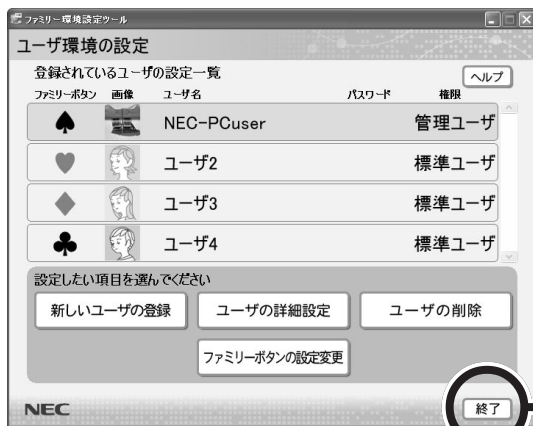 ファミリー環境設定ツール
ユーザ環境の設定
登録されているユーザの設定一覧
ヘルプ
ファミリーボタン 画像 ユーザ名 パスワード 権限
NEC-PCuser 管理ユーザ
ユーザ2 標準ユーザ
ユーザ3 標準ユーザ
ユーザ4 標準ユーザ
設定したい項目を選んでください
新しいユーザの登録 ユーザの詳細設定 ユーザの削除
ファミリーボタンの設定変更
NEC 終了